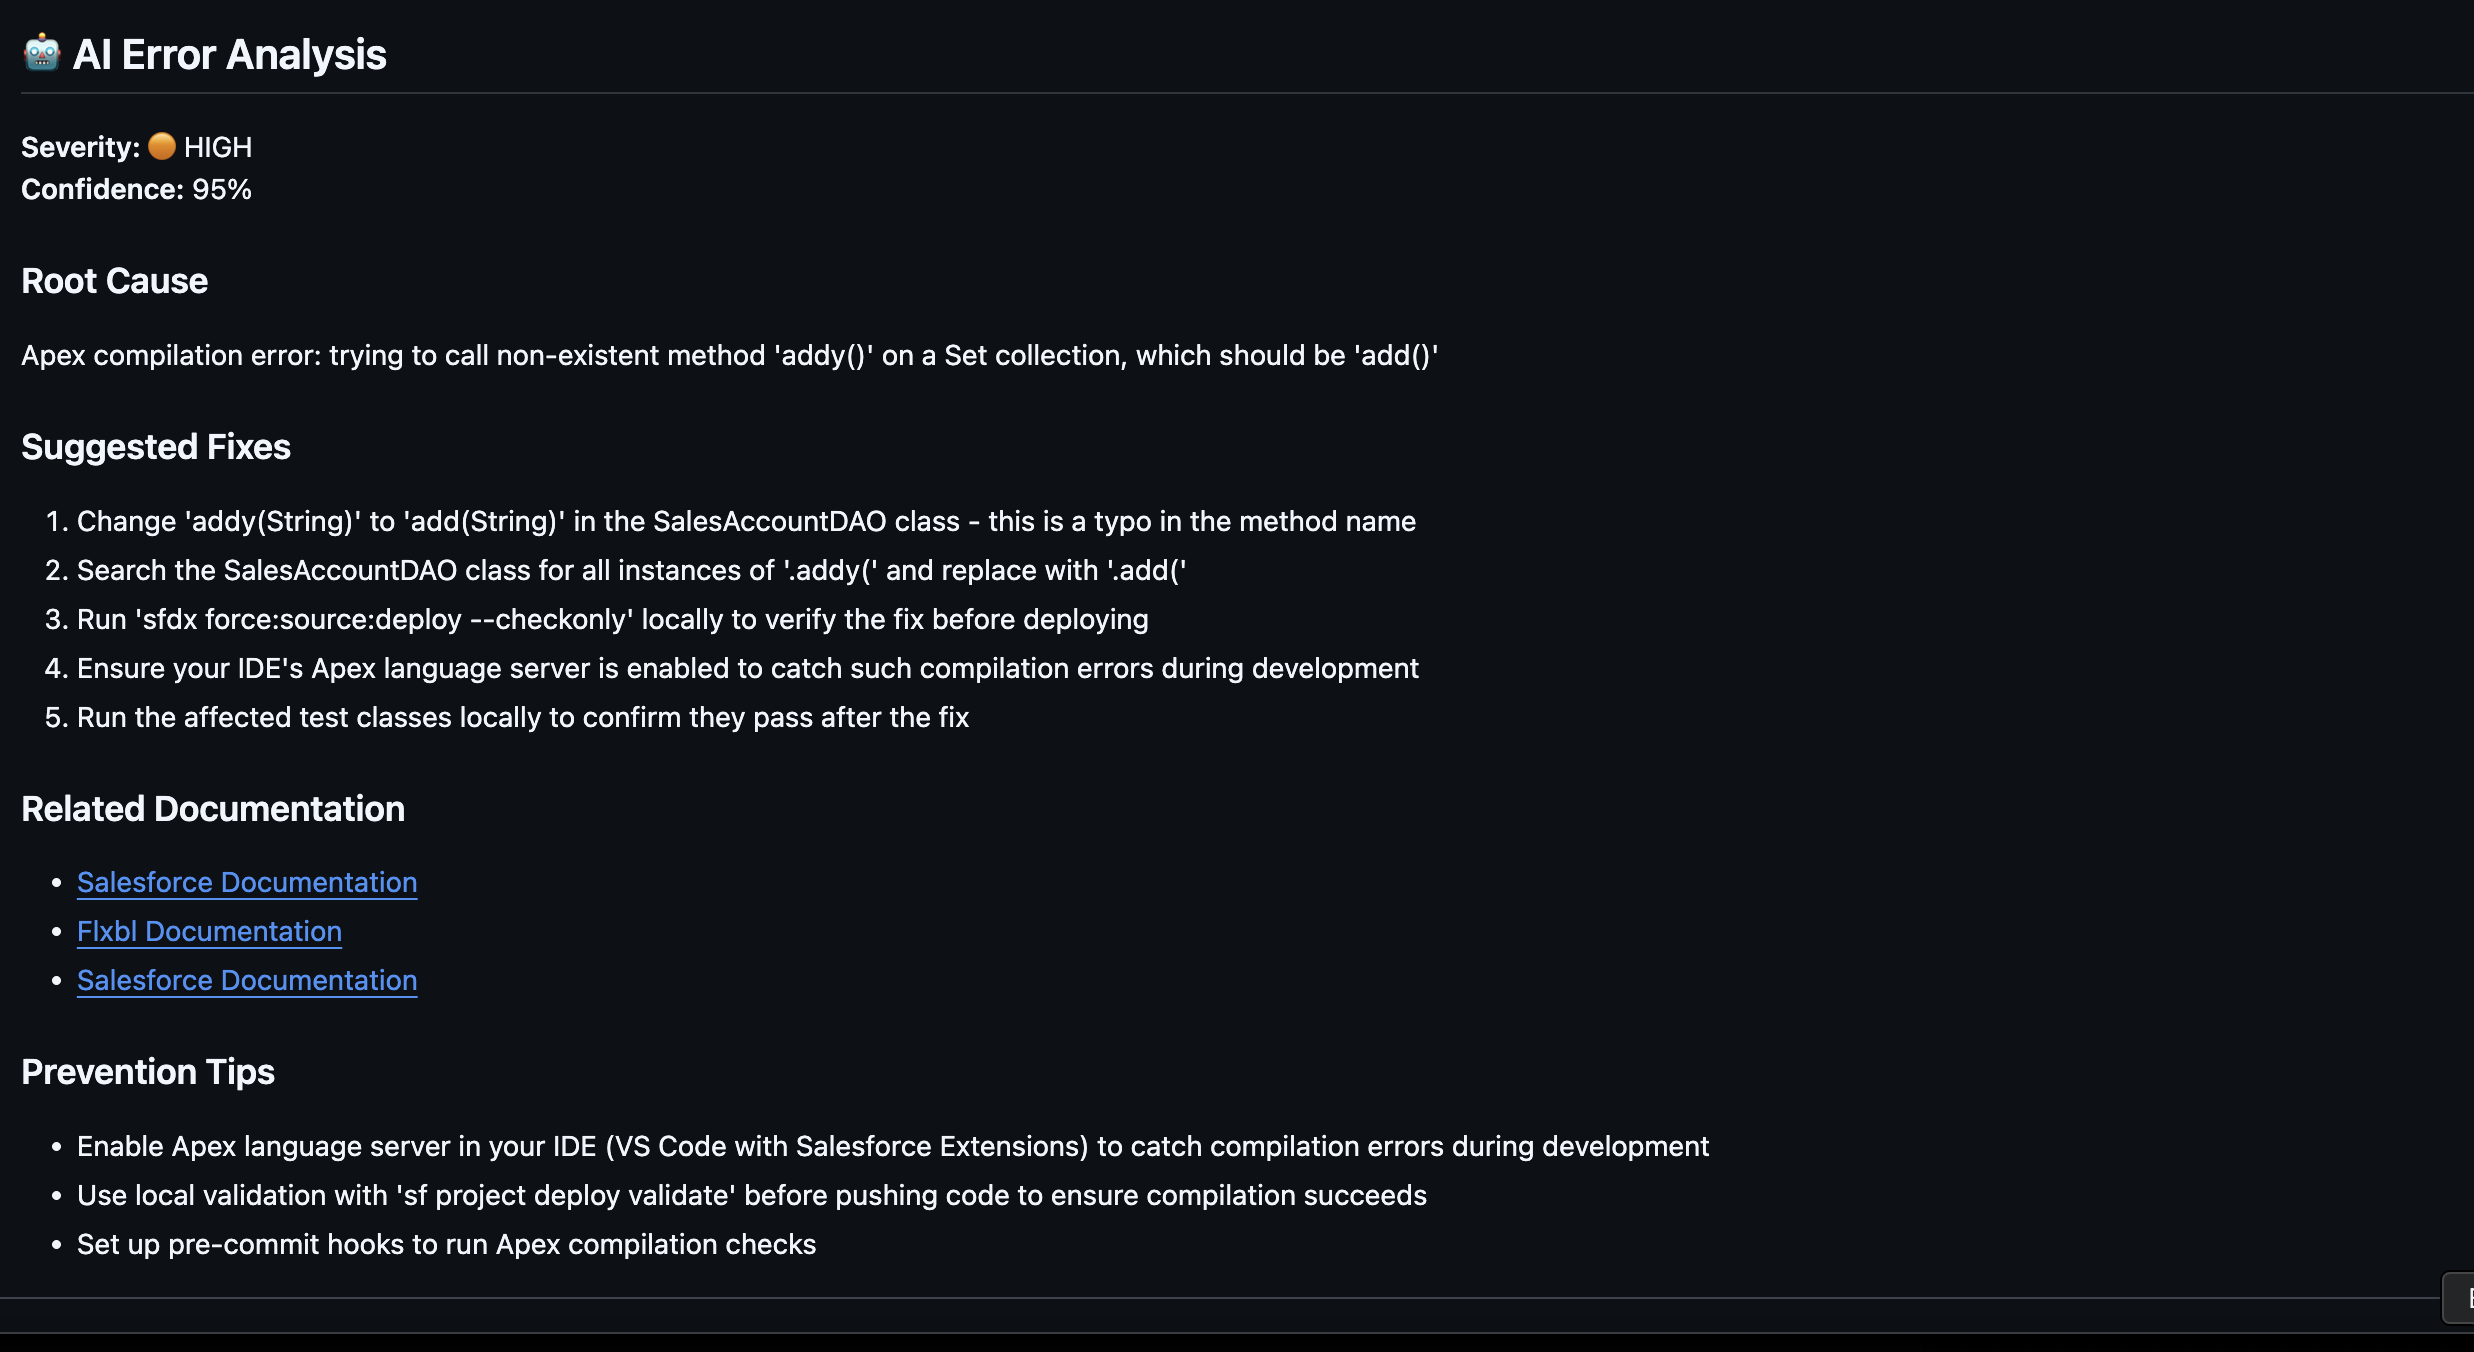 🤖 AI Error Analysis
Severity: 🟠 HIGH
Confidence: 95%
Root Cause
Apex compilation error: trying to call non-existent method 'addy()' on a Set collection, which should be 'add()'
Suggested Fixes
1. Change 'addy(String)' to 'add(String)' in the SalesAccountDAO class - this is a typo in the method name
2. Search the SalesAccountDAO class for all instances of '.addy(' and replace with '.add('
3. Run 'sfdx force:source:deploy --checkonly' locally to verify the fix before deploying
4. Ensure your IDE's Apex language server is enabled to catch such compilation errors during development
5. Run the affected test classes locally to confirm they pass after the fix
Related Documentation
• Salesforce Documentation
• Flxbl Documentation
• Salesforce Documentation
Prevention Tips
• Enable Apex language server in your IDE (VS Code with Salesforce Extensions) to catch compilation errors during development
• Use local validation with 'sf project deploy validate' before pushing code to ensure compilation succeeds
• Set up pre-commit hooks to run Apex compilation checks